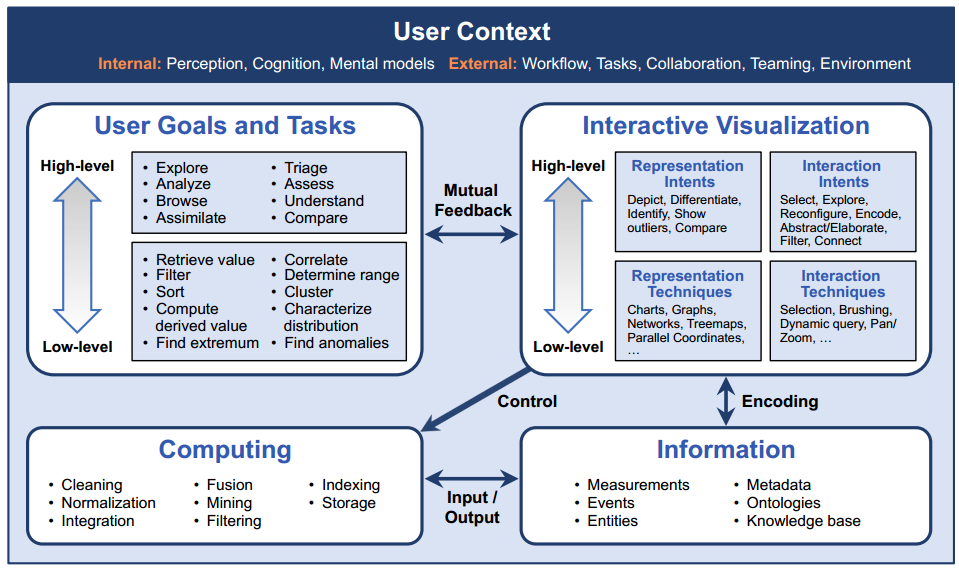 User Context
Internal: Perception, Cognition, Mental models External: Workflow, Tasks, Collaboration, Teaming, Environment
User Goals and Tasks
High-level
• Explore
• Analyze
• Browse
• Assimilate
• Triage
• Assess
• Understand
• Compare
• Retrieve value
• Filter
• Sort
• Compute
derived value
• Find extremum
• Correlate
• Determine range
• Cluster
• Characterize
distribution
• Find anomalies
Low-level
Mutual
Feedback
Interactive Visualization
High-level
Representation
Intents
Depict, Differentiate,
Identify, Show
outliers, Compare
Interaction
Intents
Select, Explore,
Reconfigure, Encode,
Abstract/Elaborate,
Filter, Connect
Representation
Techniques
Charts, Graphs,
Networks, Treemaps,
Parallel Coordinates,
…
Interaction
Techniques
Selection, Brushing,
Dynamic query, Pan/
Zoom, …
Low-level
Control
Encoding
Computing
• Cleaning
• Normalization
• Integration
• Fusion
• Mining
• Filtering
• Indexing
• Storage
Input /
Output
Information
• Measurements
• Events
• Entities
• Metadata
• Ontologies
• Knowledge base